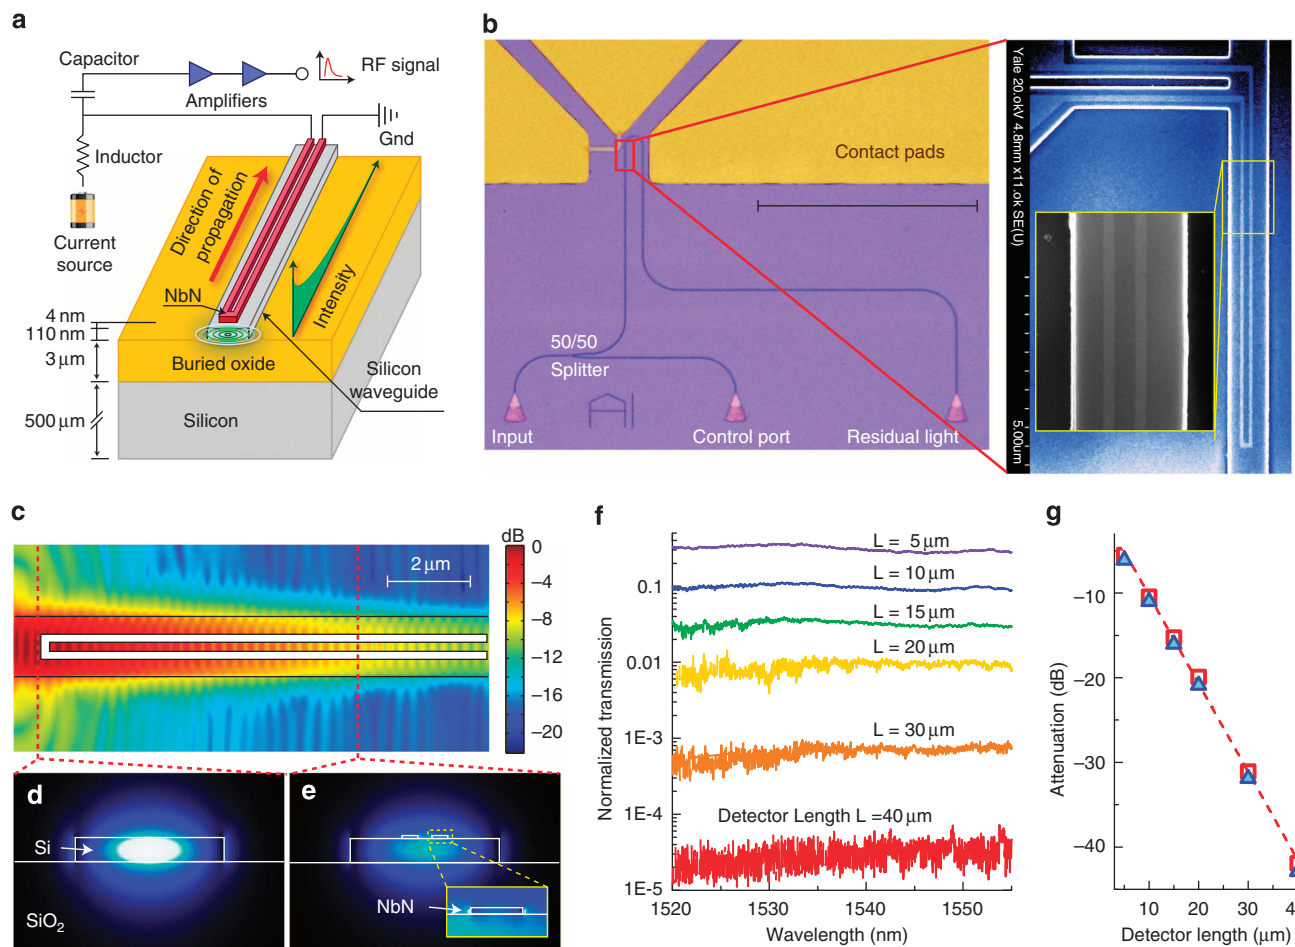 a
Capacitor
RF signal
Amplifiers
Gnd
Inductor
Current
source
Direction of
propagation
NbN
Intensity
4 nm
110 nm
3 µm
500 µm
Buried oxide
Silicon
waveguide
Silicon
b
Contact pads
50/50
Splitter
Input
Control port
Residual light
Yale 20.0kV 4.8mm x11.0k SE(U)
5.00um
c
dB
0
−4
−8
−12
−16
−20
2 µm
d
Si
SiO2
e
NbN
f
Normalized transmission
0.1
0.01
1E-3
1E-4
1E-5
L = 5 µm
L = 10 µm
L = 15 µm
L = 20 µm
L = 30 µm
Detector Length L =40 µm
1520
1530
1540
1550
Wavelength (nm)
g
Attenuation (dB)
−10
−20
−30
−40
10
20
30
4
Detector length (µm)